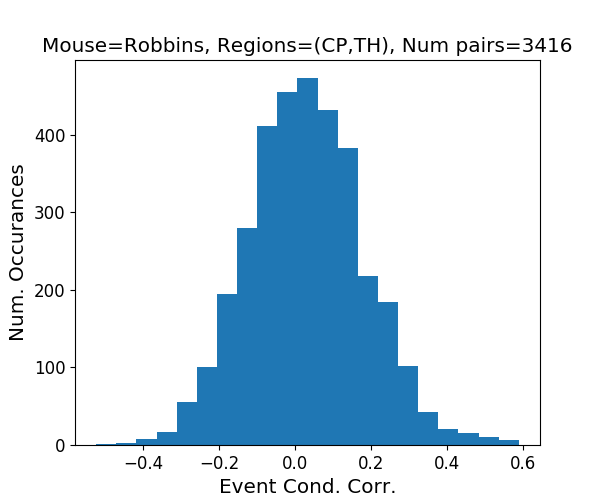 Mouse=Robbins, Regions=(CP,TH), Num pairs=3416
Num. Occurances
400
300
200
100
0
−0.4 −0.2 0.0 0.2 0.4 0.6
Event Cond. Corr.